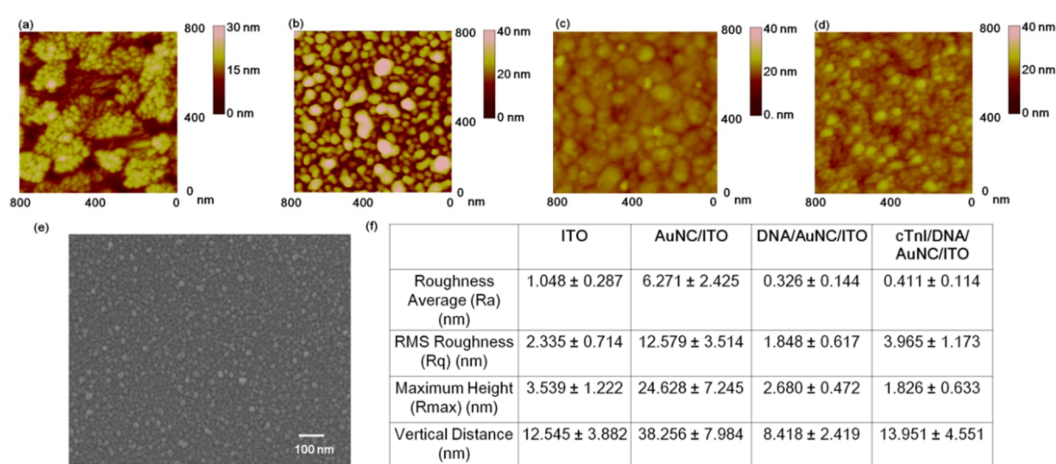 (a)
800
400
0
800
400
0
nm
30 nm
15 nm
0 nm
(b)
800
400
0
800
400
0
nm
40 nm
20 nm
0 nm
(c)
800
400
0
800
400
0
nm
40 nm
20 nm
0. nm
(d)
800
400
0
800
400
0
nm
40 nm
20 nm
0 nm
(e)
100 nm
(f)
ITO AuNC/ITO DNA/AuNC/ITO cTnI/DNA/
AuNC/ITO
Roughness
Average (Ra)
(nm)
1.048 ± 0.287 6.271 ± 2.425 0.326 ± 0.144 0.411 ± 0.114
RMS Roughness
(Rq) (nm)
2.335 ± 0.714 12.579 ± 3.514 1.848 ± 0.617 3.965 ± 1.173
Maximum Height
(Rmax) (nm)
3.539 ± 1.222 24.628 ± 7.245 2.680 ± 0.472 1.826 ± 0.633
Vertical Distance
(nm)
12.545 ± 3.882 38.256 ± 7.984 8.418 ± 2.419 13.951 ± 4.551